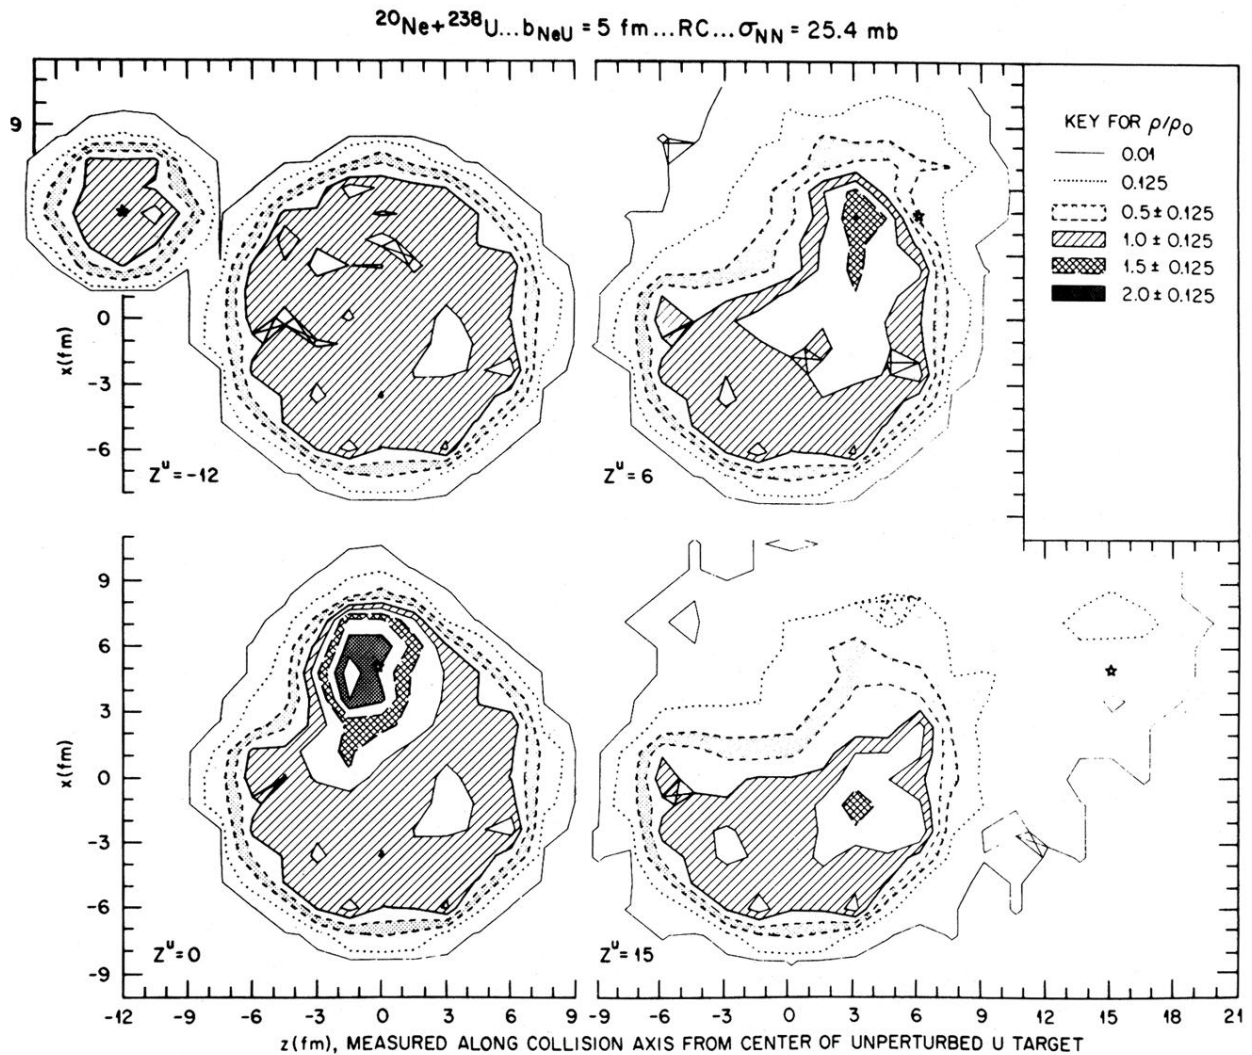 ²⁰Ne+²³⁸U...b_NeU = 5 fm...RC...σ_NN = 25.4 mb
KEY FOR ρ/ρ₀
0.01
0.125
0.5 ± 0.125
1.0 ± 0.125
1.5 ± 0.125
2.0 ± 0.125
9
0
-3
-6
x(fm)
Zᵘ = -12
Zᵘ = 6
9
6
3
0
-3
-6
-9
x(fm)
Zᵘ = 0
Zᵘ = 15
-12 -9 -6 -3 0 3 6 9 -9 -6 -3 0 3 6 9 12 15 18 21
z(fm), MEASURED ALONG COLLISION AXIS FROM CENTER OF UNPERTURBED U TARGET